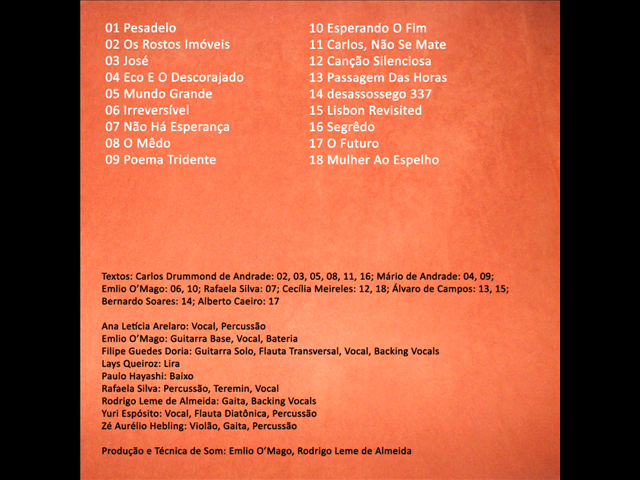 01 Pesadelo
02 Os Rostos Imóveis
03 José
04 Eco E O Descorajado
05 Mundo Grande
06 Irreversível
07 Não Há Esperança
08 O Mêdo
09 Poema Tridente
10 Esperando O Fim
11 Carlos, Não Se Mate
12 Canção Silenciosa
13 Passagem Das Horas
14 desassossego 337
15 Lisbon Revisited
16 Segrêdo
17 O Futuro
18 Mulher Ao Espelho
Textos: Carlos Drummond de Andrade: 02, 03, 05, 08, 11, 16; Mário de Andrade: 04, 09;
Emlio O’Mago: 06, 10; Rafaela Silva: 07; Cecília Meireles: 12, 18; Álvaro de Campos: 13, 15;
Bernardo Soares: 14; Alberto Caeiro: 17
Ana Letícia Arelaro: Vocal, Percussão
Emlio O’Mago: Guitarra Base, Vocal, Bateria
Filipe Guedes Doria: Guitarra Solo, Flauta Transversal, Vocal, Backing Vocals
Lays Queiroz: Lira
Paulo Hayashi: Baixo
Rafaela Silva: Percussão, Teremin, Vocal
Rodrigo Leme de Almeida: Gaita, Backing Vocals
Yuri Espósito: Vocal, Flauta Diatônica, Percussão
Zé Aurélio Hebling: Violão, Gaita, Percussão
Produção e Técnica de Som: Emlio O’Mago, Rodrigo Leme de Almeida